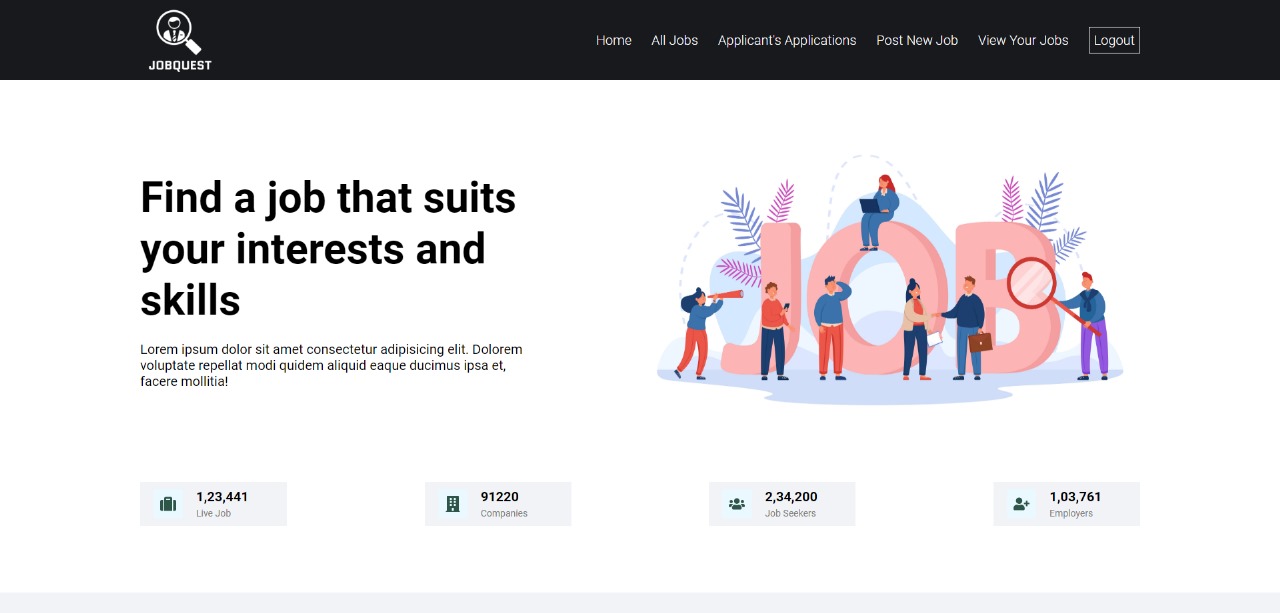 JOBQUEST
Home All Jobs Applicant's Applications Post New Job View Your Jobs Logout
Find a job that suits
your interests and
skills
Lorem ipsum dolor sit amet consectetur adipisicing elit. Dolorem
voluptate repellat modi quidem aliquid eaque ducimus ipsa et,
facere mollitia!
JOB
1,23,441
Live Job
91220
Companies
2,34,200
Job Seekers
1,03,761
Employers